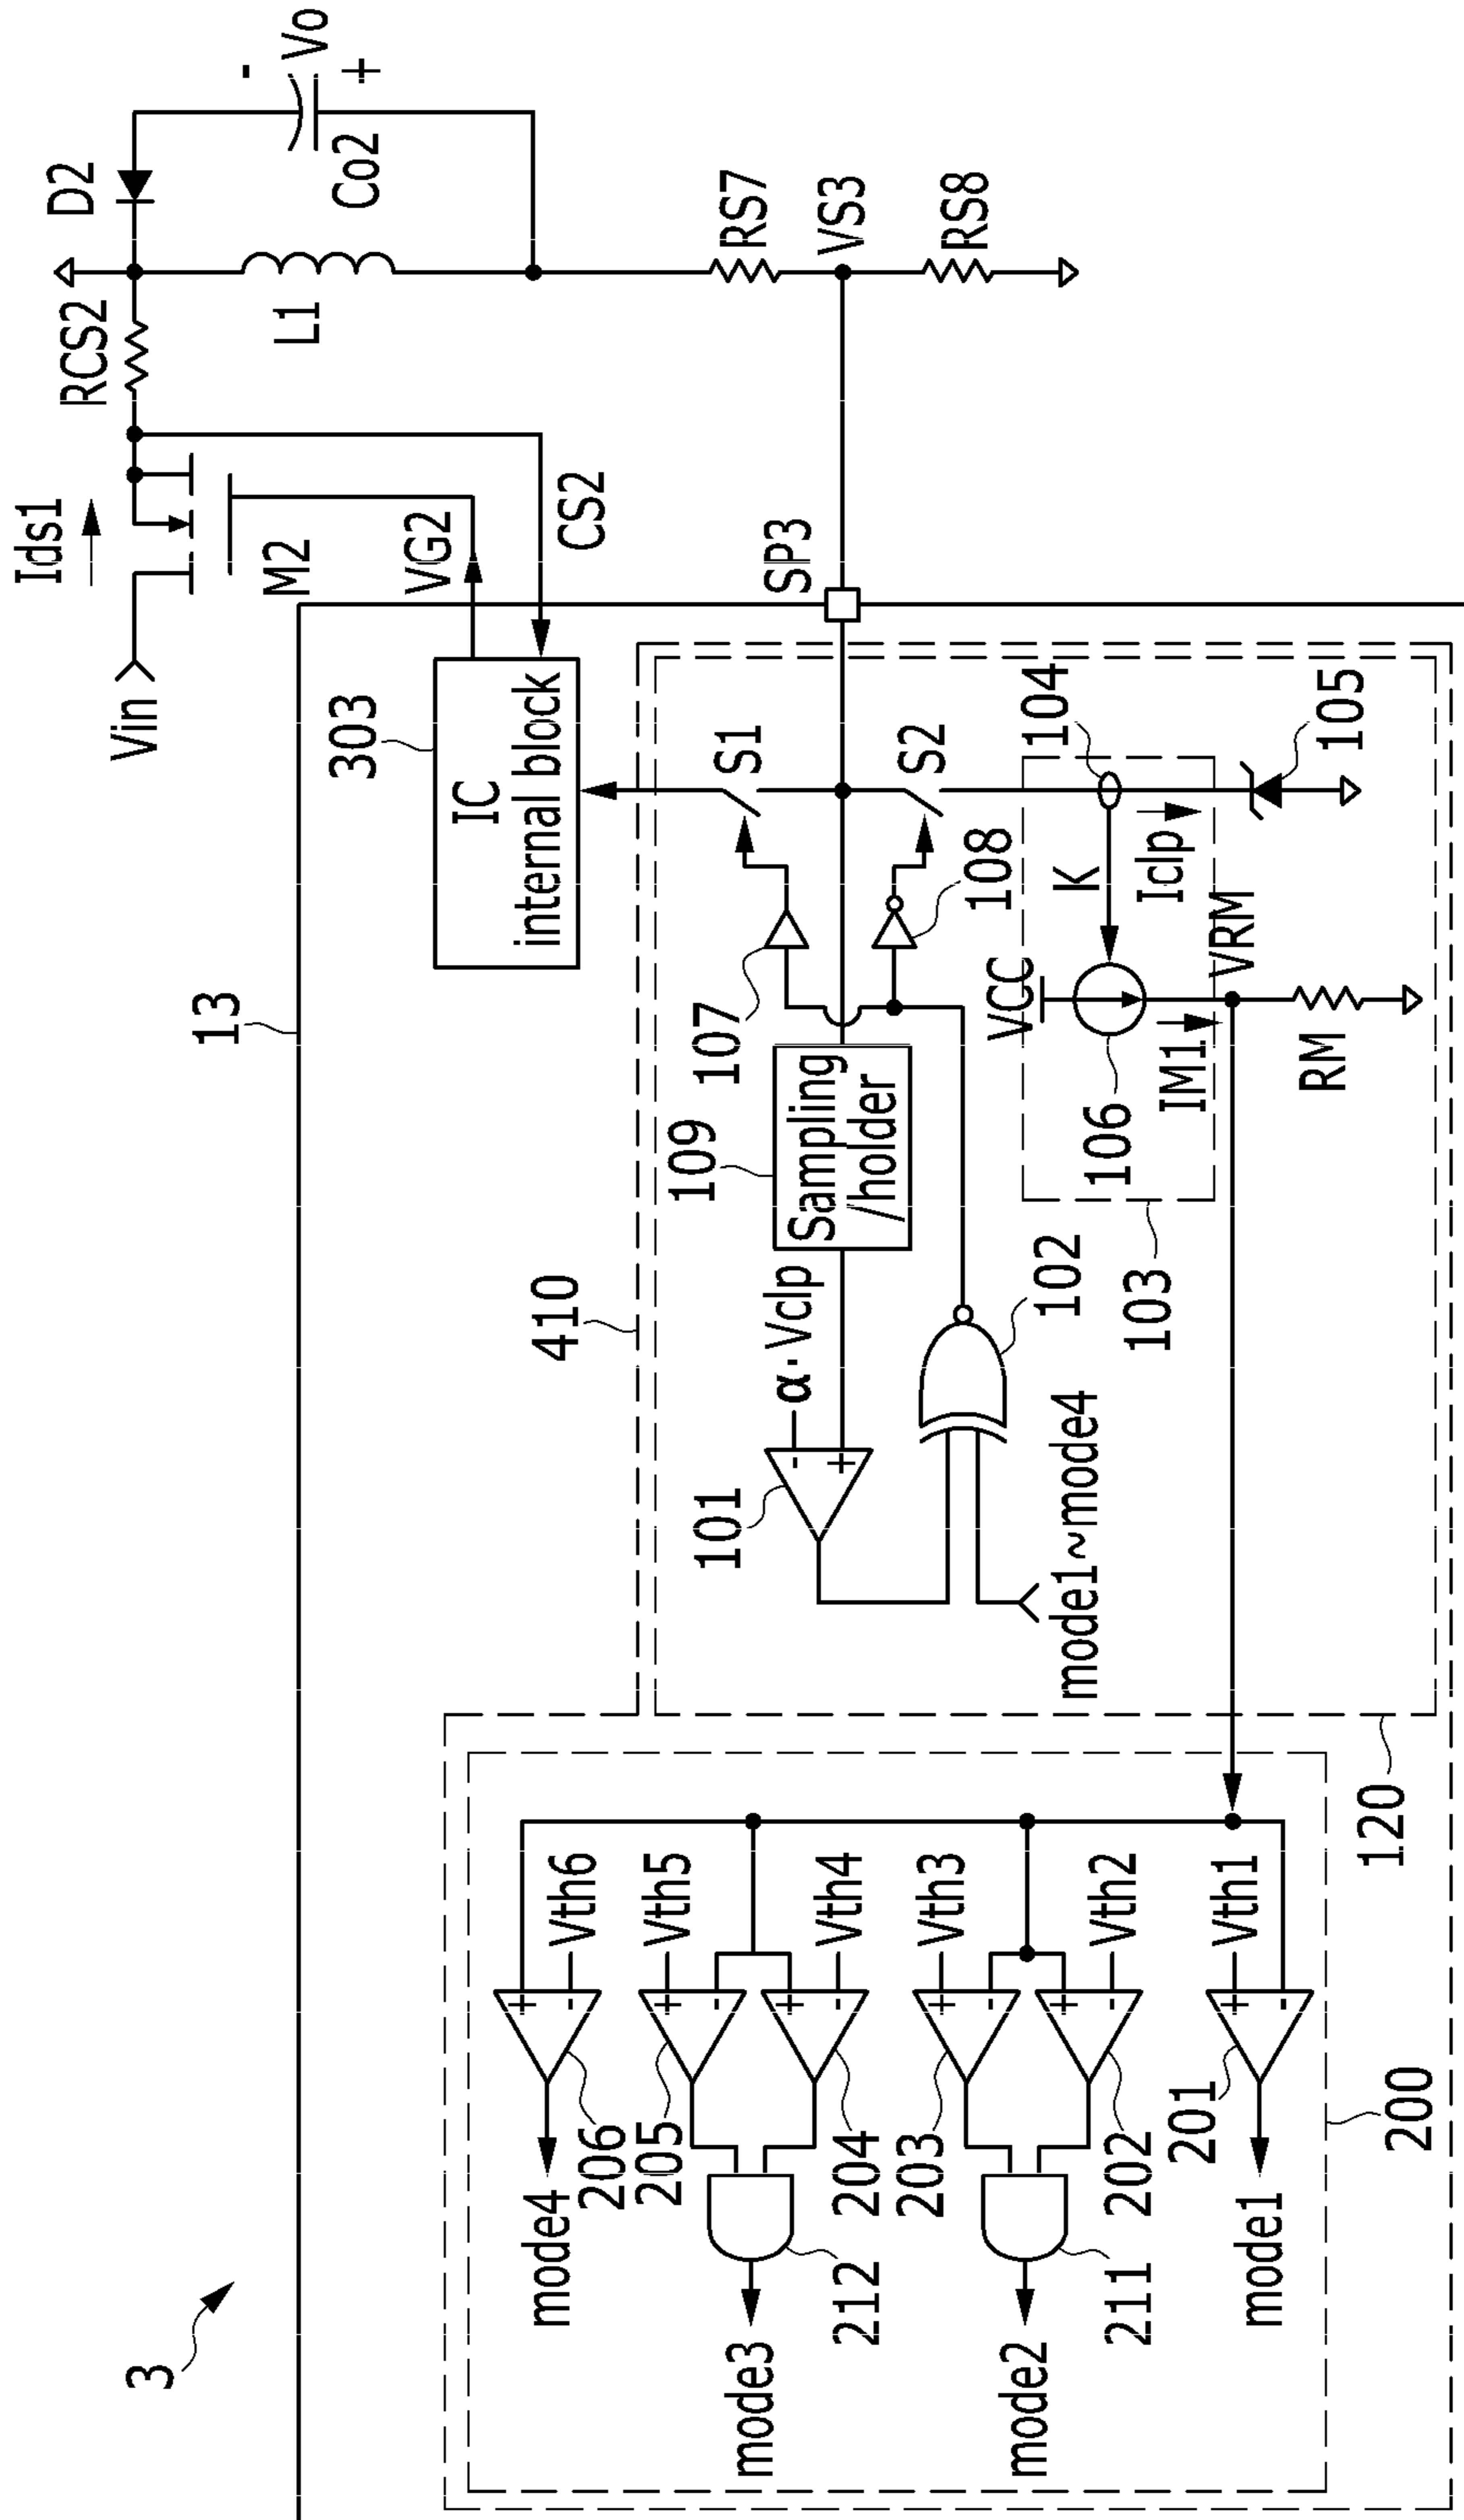 3
13
Vin
Ids1
M2
RCS2
D2
- Vo +
Co2
L1
VG2
CS2
303
IC
internal block
RS7
VS3
RS8
SP3
410
S1
S2
107
108
109
Sampling
/holder
α·Vclp
101
-
+
102
mode1~mode4
103
104
105
106
K
Iclp
VCC
IM1
VRM
RM
120
200
mode4
206
+
-
Vth6
205
+
-
Vth5
mode3
212
204
+
-
Vth4
203
+
-
Vth3
mode2
211
202
+
-
Vth2
mode1
201
+
-
Vth1